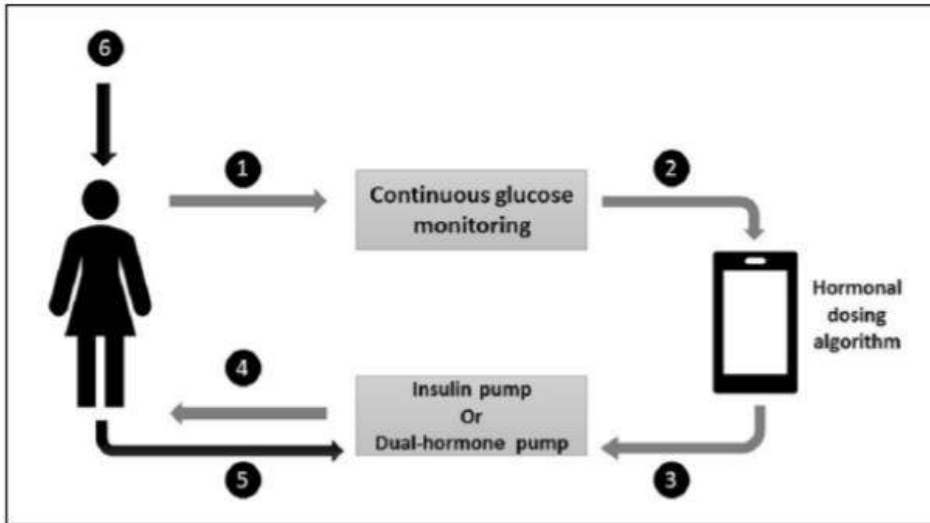 6
1
2
Continuous glucose
monitoring
Hormonal
dosing
algorithm
4
Insulin pump
Or
Dual-hormone pump
5
3